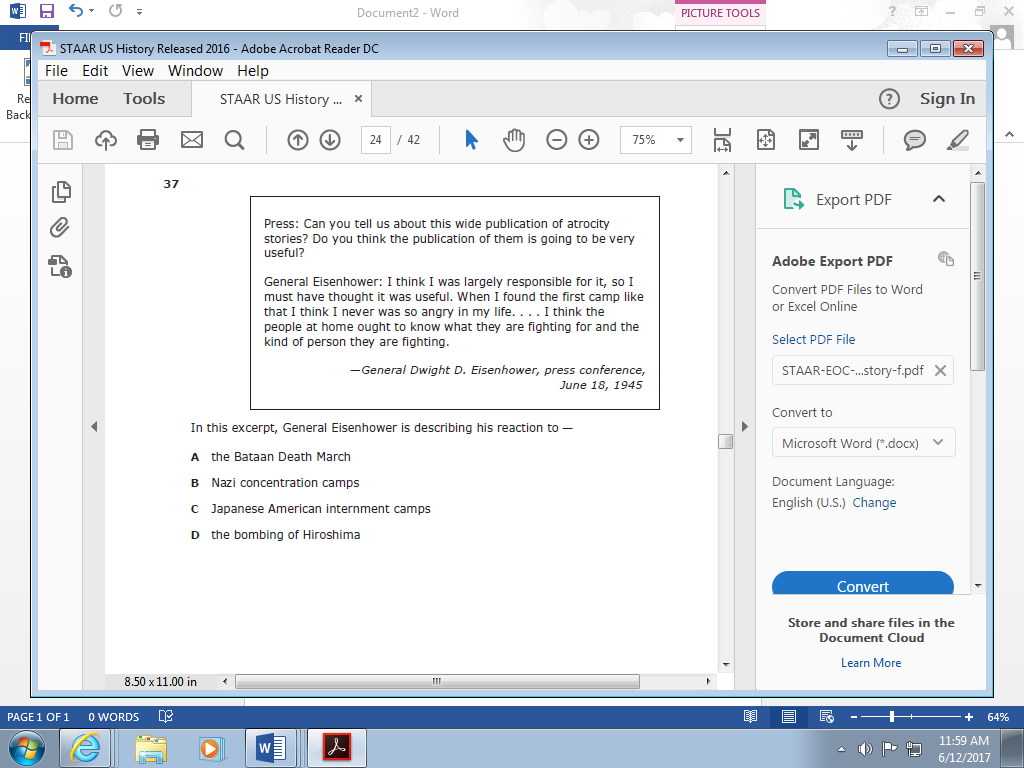 Document2 - Word
PICTURE TOOLS
FI
Re
Back
STAAR US History Released 2016 - Adobe Acrobat Reader DC
File Edit View Window Help
Home Tools STAAR US History ... × Sign In
24 / 42 75%
37
Press: Can you tell us about this wide publication of atrocity
stories? Do you think the publication of them is going to be very
useful?
General Eisenhower: I think I was largely responsible for it, so I
must have thought it was useful. When I found the first camp like
that I think I never was so angry in my life. . . . I think the
people at home ought to know what they are fighting for and the
kind of person they are fighting.
—General Dwight D. Eisenhower, press conference,
June 18, 1945
In this excerpt, General Eisenhower is describing his reaction to —
A the Bataan Death March
B Nazi concentration camps
C Japanese American internment camps
D the bombing of Hiroshima
8.50 x 11.00 in
Export PDF
Adobe Export PDF
Convert PDF Files to Word
or Excel Online
Select PDF File
STAAR-EOC-...story-f.pdf
Convert to
Microsoft Word (*.docx)
Document Language:
English (U.S.) Change
Convert
Store and share files in the
Document Cloud
Learn More
PAGE 1 OF 1 0 WORDS 64%
11:59 AM
6/12/2017